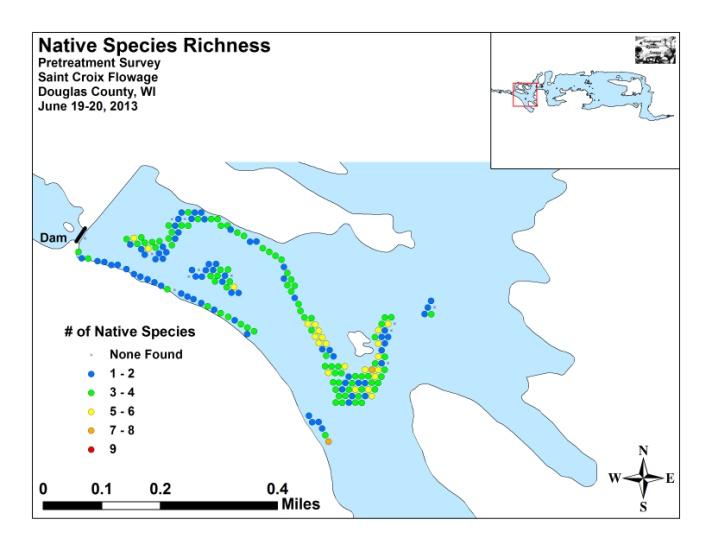 Native Species Richness
Pretreatment Survey
Saint Croix Flowage
Douglas County, WI
June 19-20, 2013
Dam
# of Native Species
None Found
1 - 2
3 - 4
5 - 6
7 - 8
9
N
W E
S
0 0.1 0.2 0.4
Miles